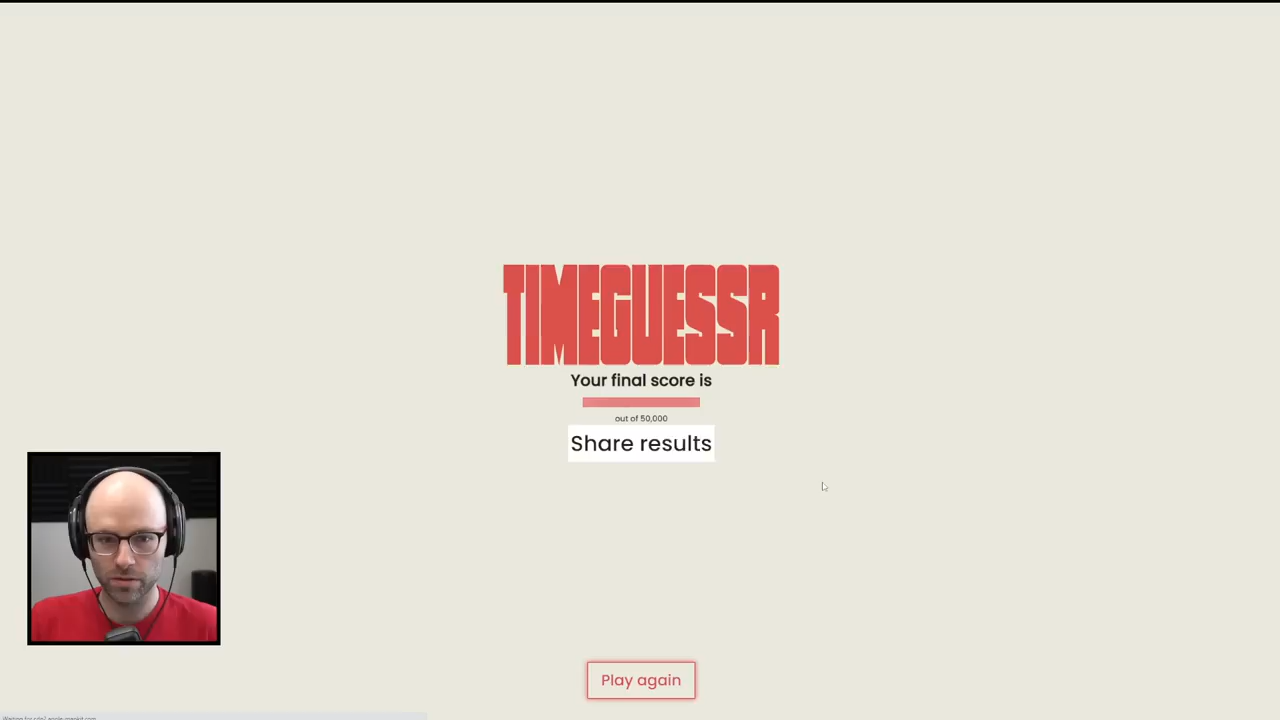 TIMEGUESSR
Your final score is
out of 50,000
Share results
Play again